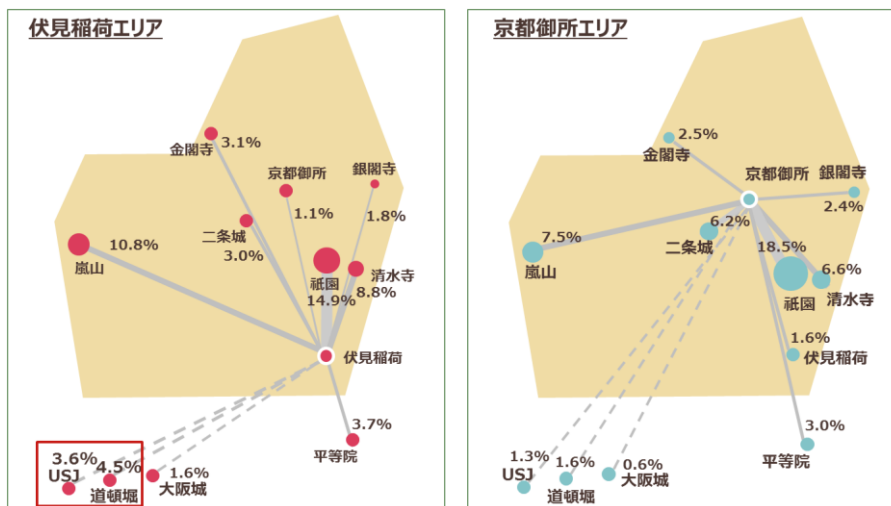 伏見稲荷エリア
3.1%
金閣寺
京都御所
銀閣寺
1.1%
1.8%
10.8%
二条城
3.0%
嵐山
祇園
14.9%
清水寺
8.8%
伏見稲荷
3.7%
平等院
3.6%
USJ
4.5%
道頓堀
1.6%
大阪城
京都御所エリア
2.5%
金閣寺
京都御所
銀閣寺
2.4%
6.2%
7.5%
二条城
嵐山
18.5%
祇園
6.6%
清水寺
1.6%
伏見稲荷
3.0%
平等院
1.3%
USJ
1.6%
道頓堀
0.6%
大阪城